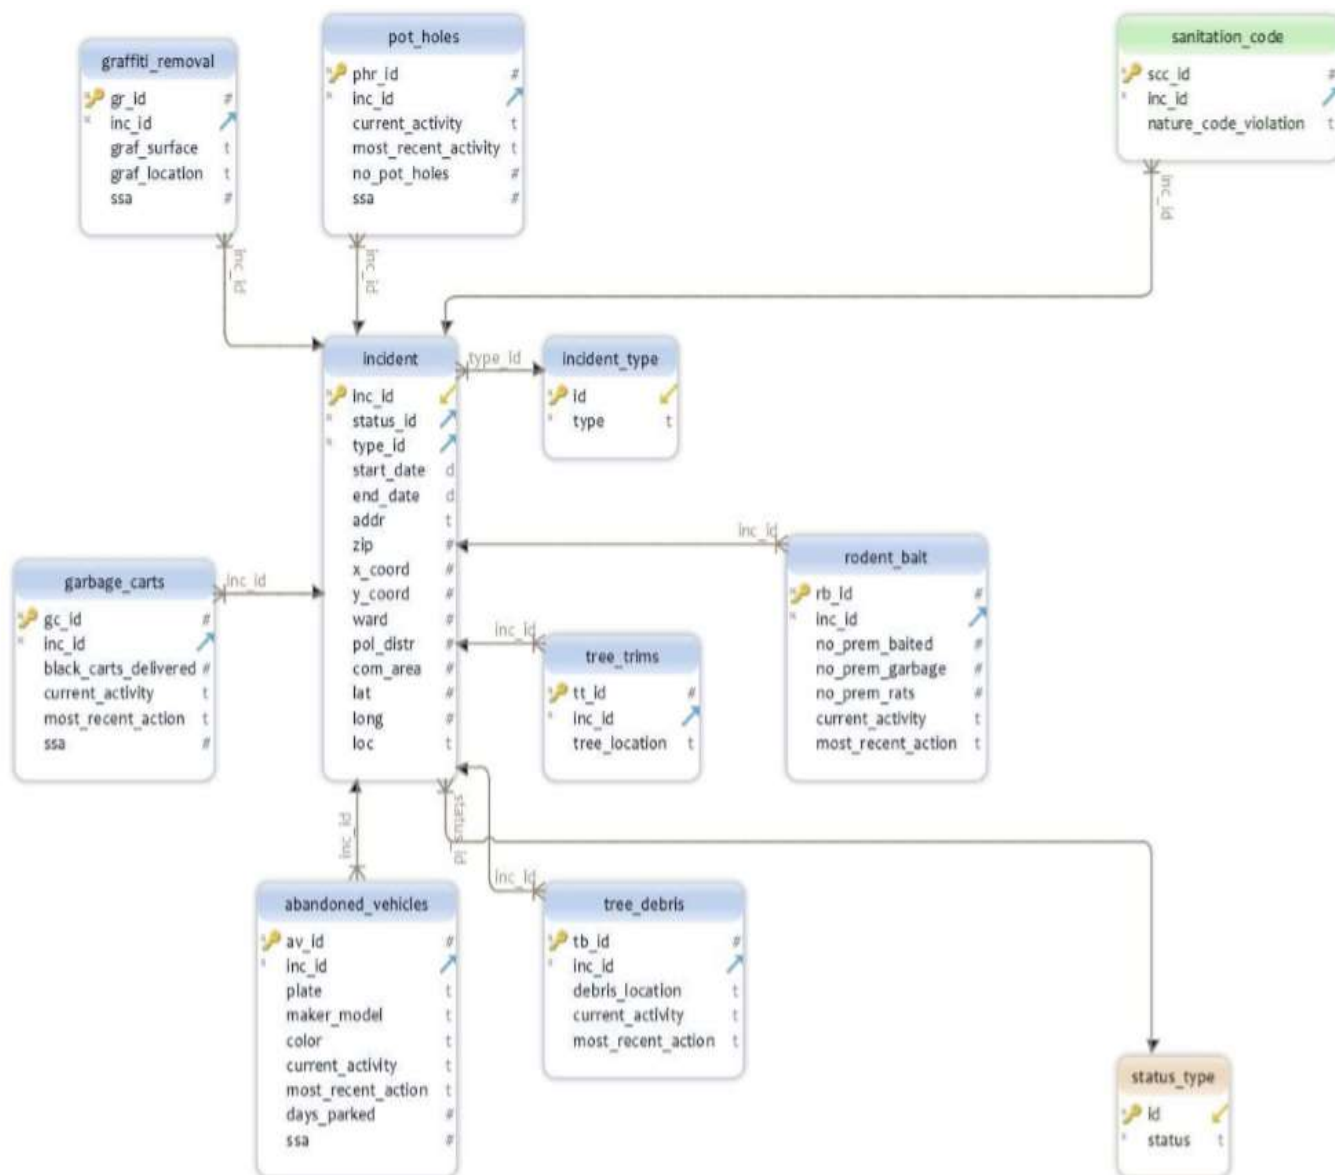 graffiti_removal
gr_id #
inc_id
graf_surface t
graf_location t
ssa #
pot_holes
phr_id #
inc_id
current_activity t
most_recent_activity t
no_pot_holes #
ssa #
sanitation_code
scc_id #
inc_id
nature_code_violation t
inc_id
inc_id
inc_id
incident
inc_id
status_id
type_id
start_date d
end_date d
addr t
zip #
x_coord #
y_coord #
ward #
pol_distr #
com_area #
lat #
long #
loc t
type_id
incident_type
id
type t
inc_id
garbage_carts
gc_id #
inc_id
black_carts_delivered #
current_activity t
most_recent_action t
ssa #
inc_id
rodent_bait
rb_id #
inc_id
no_prem_baited #
no_prem_garbage #
no_prem_rats #
current_activity t
most_recent_action t
inc_id
tree_trims
tt_id #
inc_id
tree_location t
inc_id
status_id
abandoned_vehicles
av_id #
inc_id
plate t
maker_model t
color t
current_activity t
most_recent_action t
days_parked #
ssa #
inc_id
tree_debris
tb_id #
inc_id
debris_location t
current_activity t
most_recent_action t
status_type
id
status t